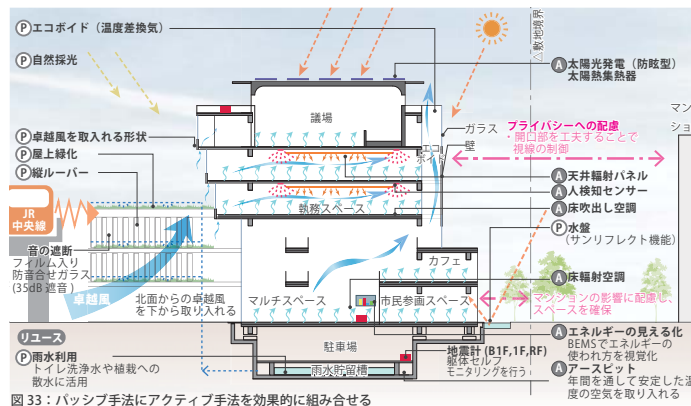 Ⓟエコボイド（温度差換気）
Ⓟ自然採光
△敷地境界
Ⓐ太陽光発電（防眩型）
太陽熱集熱器
議場
ガラス
壁
エコボイド
プライバシーへの配慮
・開口部を工夫することで
視線の制御
マン
ショ
Ⓟ卓越風を取入れる形状
Ⓟ屋上緑化
Ⓟ縦ルーバー
Ⓐ天井輻射パネル
Ⓐ人検知センサー
Ⓐ床吹出し空調
Ⓟ水盤
（サンリフレクト機能）
執務スペース
JR
中央線
音の遮断
フィルム入り
防音合せガラス
(35dB 遮音 )
卓越風
北面からの卓越風
を下から取り入れる
カフェ
マルチスペース
市民参画スペース
Ⓐ床輻射空調
マンションの影響に配慮し、
スペースを確保
リユース
Ⓟ雨水利用
トイレ洗浄水や植栽への
散水に活用
駐車場
雨水貯留槽
地震計 (B1F,1F,RF)
躯体セルフ
モニタリングを行う
Ⓐエネルギーの見える化
BEMSでエネルギーの
使われ方を視覚化
Ⓐアースピット
年間を通して安定した温
度の空気を取り入れる
図 33：パッシブ手法にアクティブ手法を効果的に組み合せる